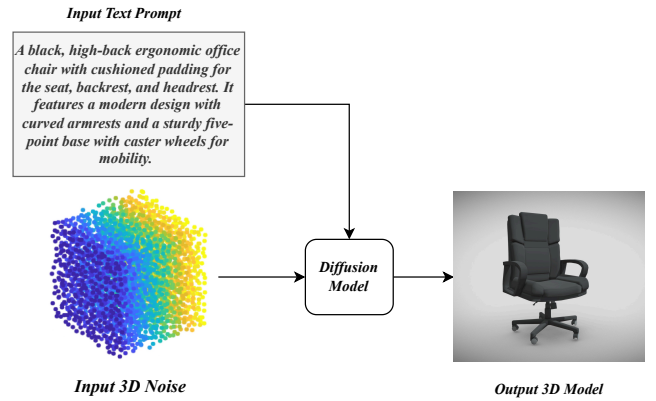 Input Text Prompt
A black, high-back ergonomic office
chair with cushioned padding for
the seat, backrest, and headrest. It
features a modern design with
curved armrests and a sturdy five-
point base with caster wheels for
mobility.
Diffusion
Model
Input 3D Noise
Output 3D Model